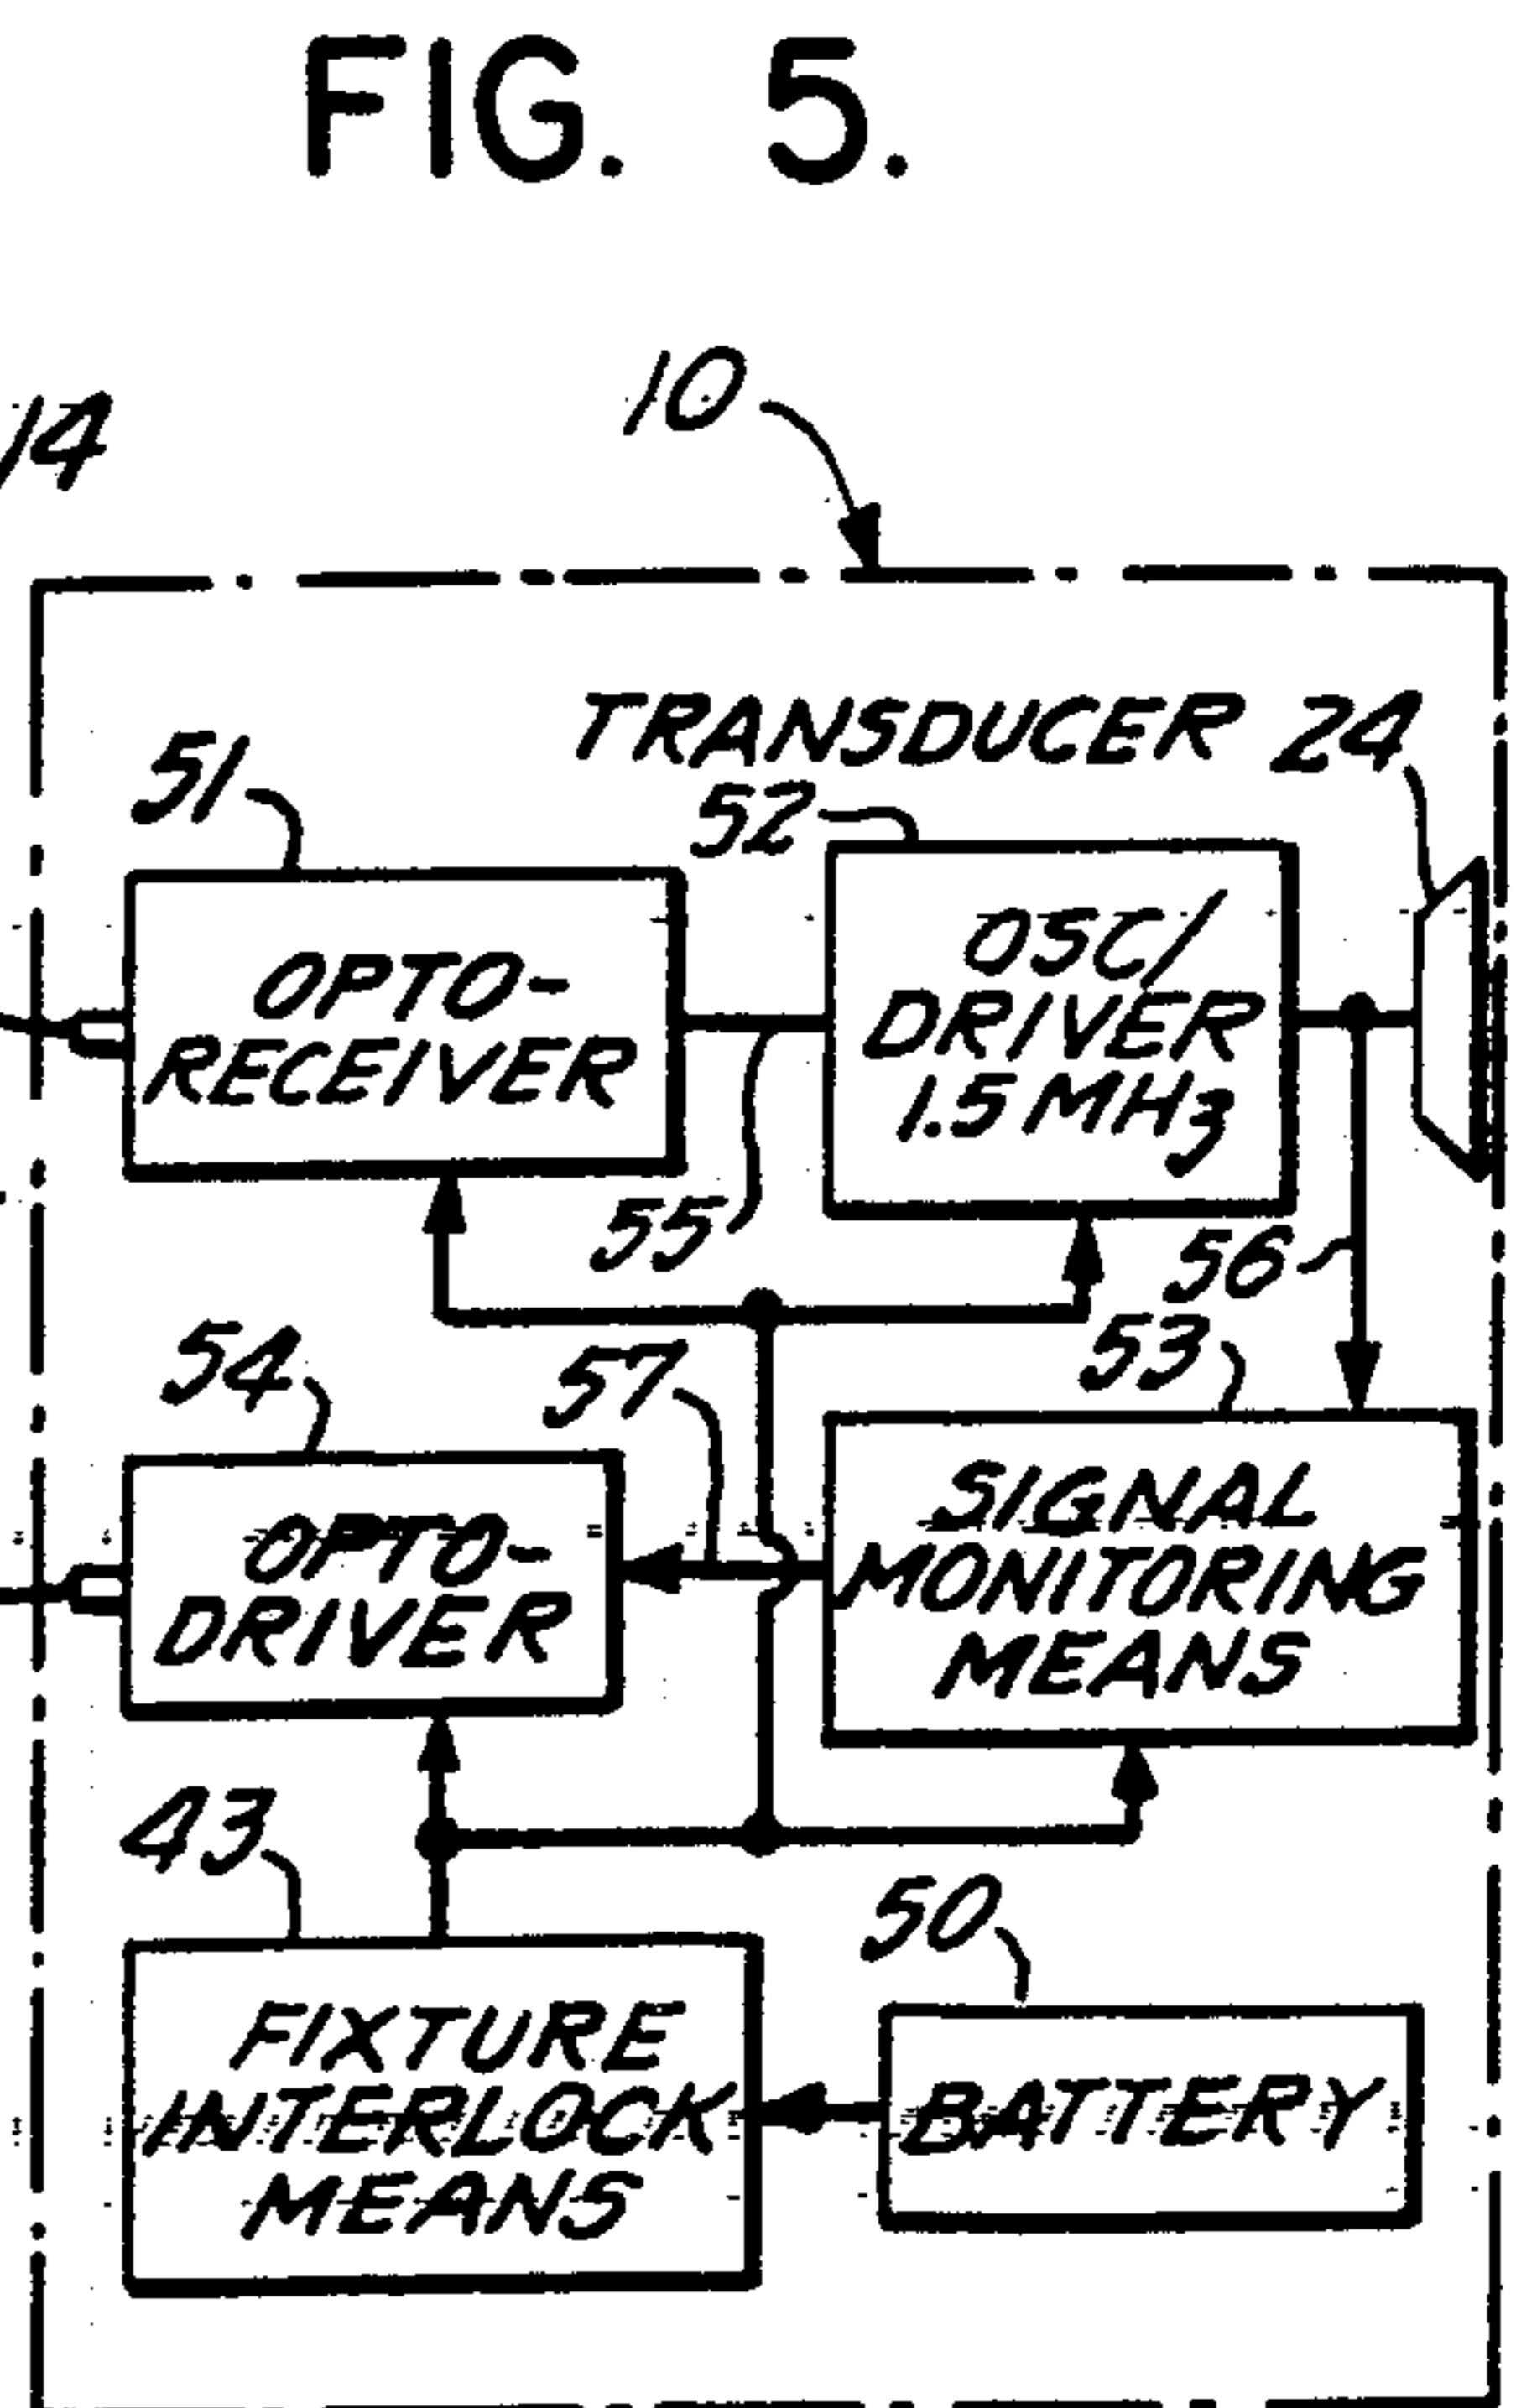 FIG. 5.
10
14
TRANSDUCER 24
51
52
OPTO-
RECEIVER
OSC/
DRIVER
1.5 MHz
55
56
54
57
53
OPTO-
DRIVER
SIGNAL
MONITORING
MEANS
43
50
FIXTURE
INTERLOCK
MEANS
BATTERY